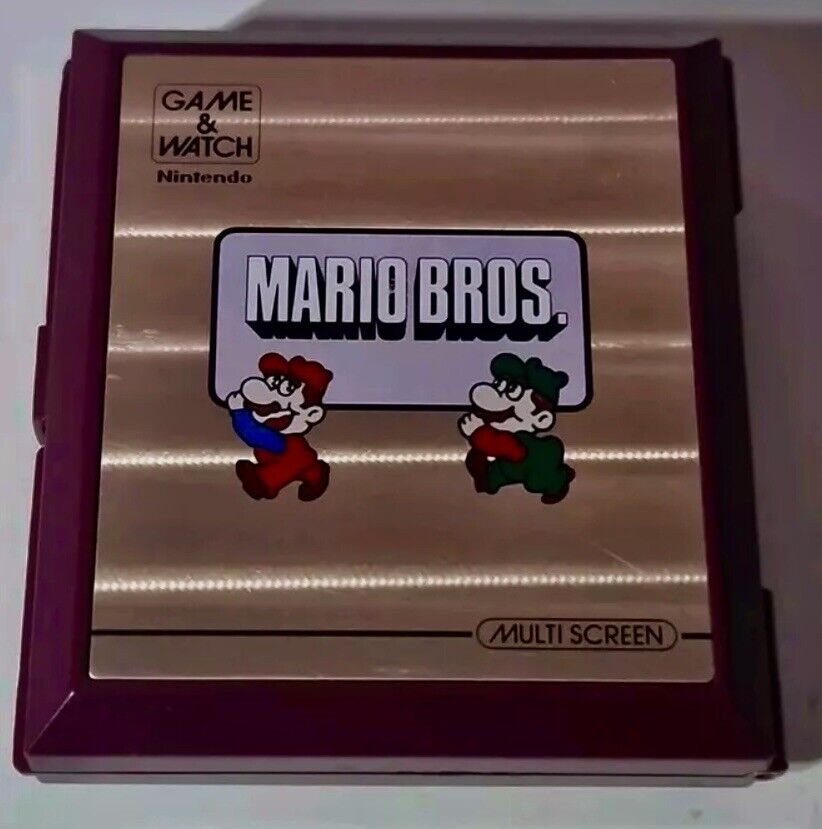 GAME
&
WATCH
Nintendo
MARIO BROS.
MULTI SCREEN